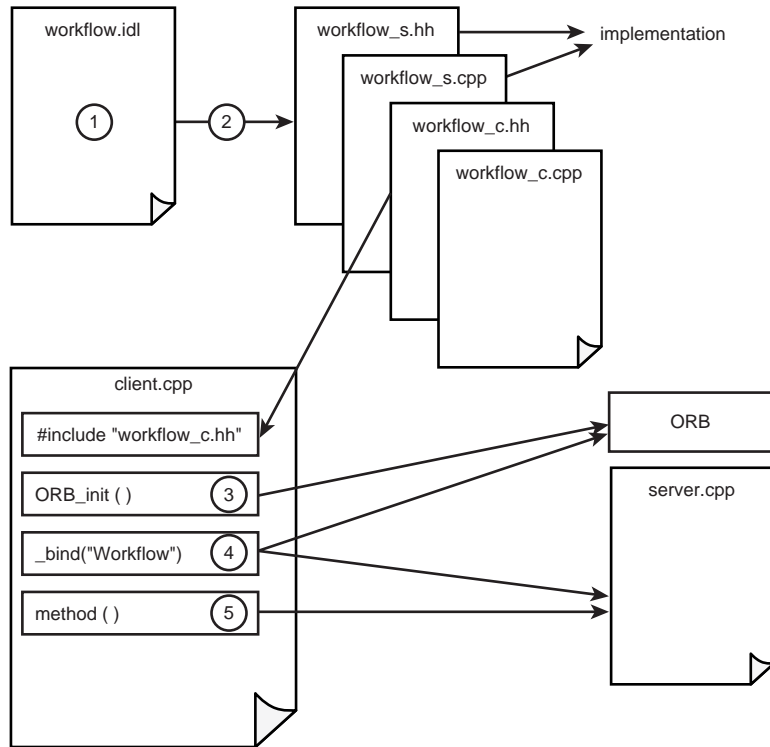 workflow.idl
1
2
workflow_s.hh
workflow_s.cpp
workflow_c.hh
workflow_c.cpp
implementation
client.cpp
#include "workflow_c.hh"
ORB_init ( )
3
_bind("Workflow")
4
method ( )
5
ORB
server.cpp